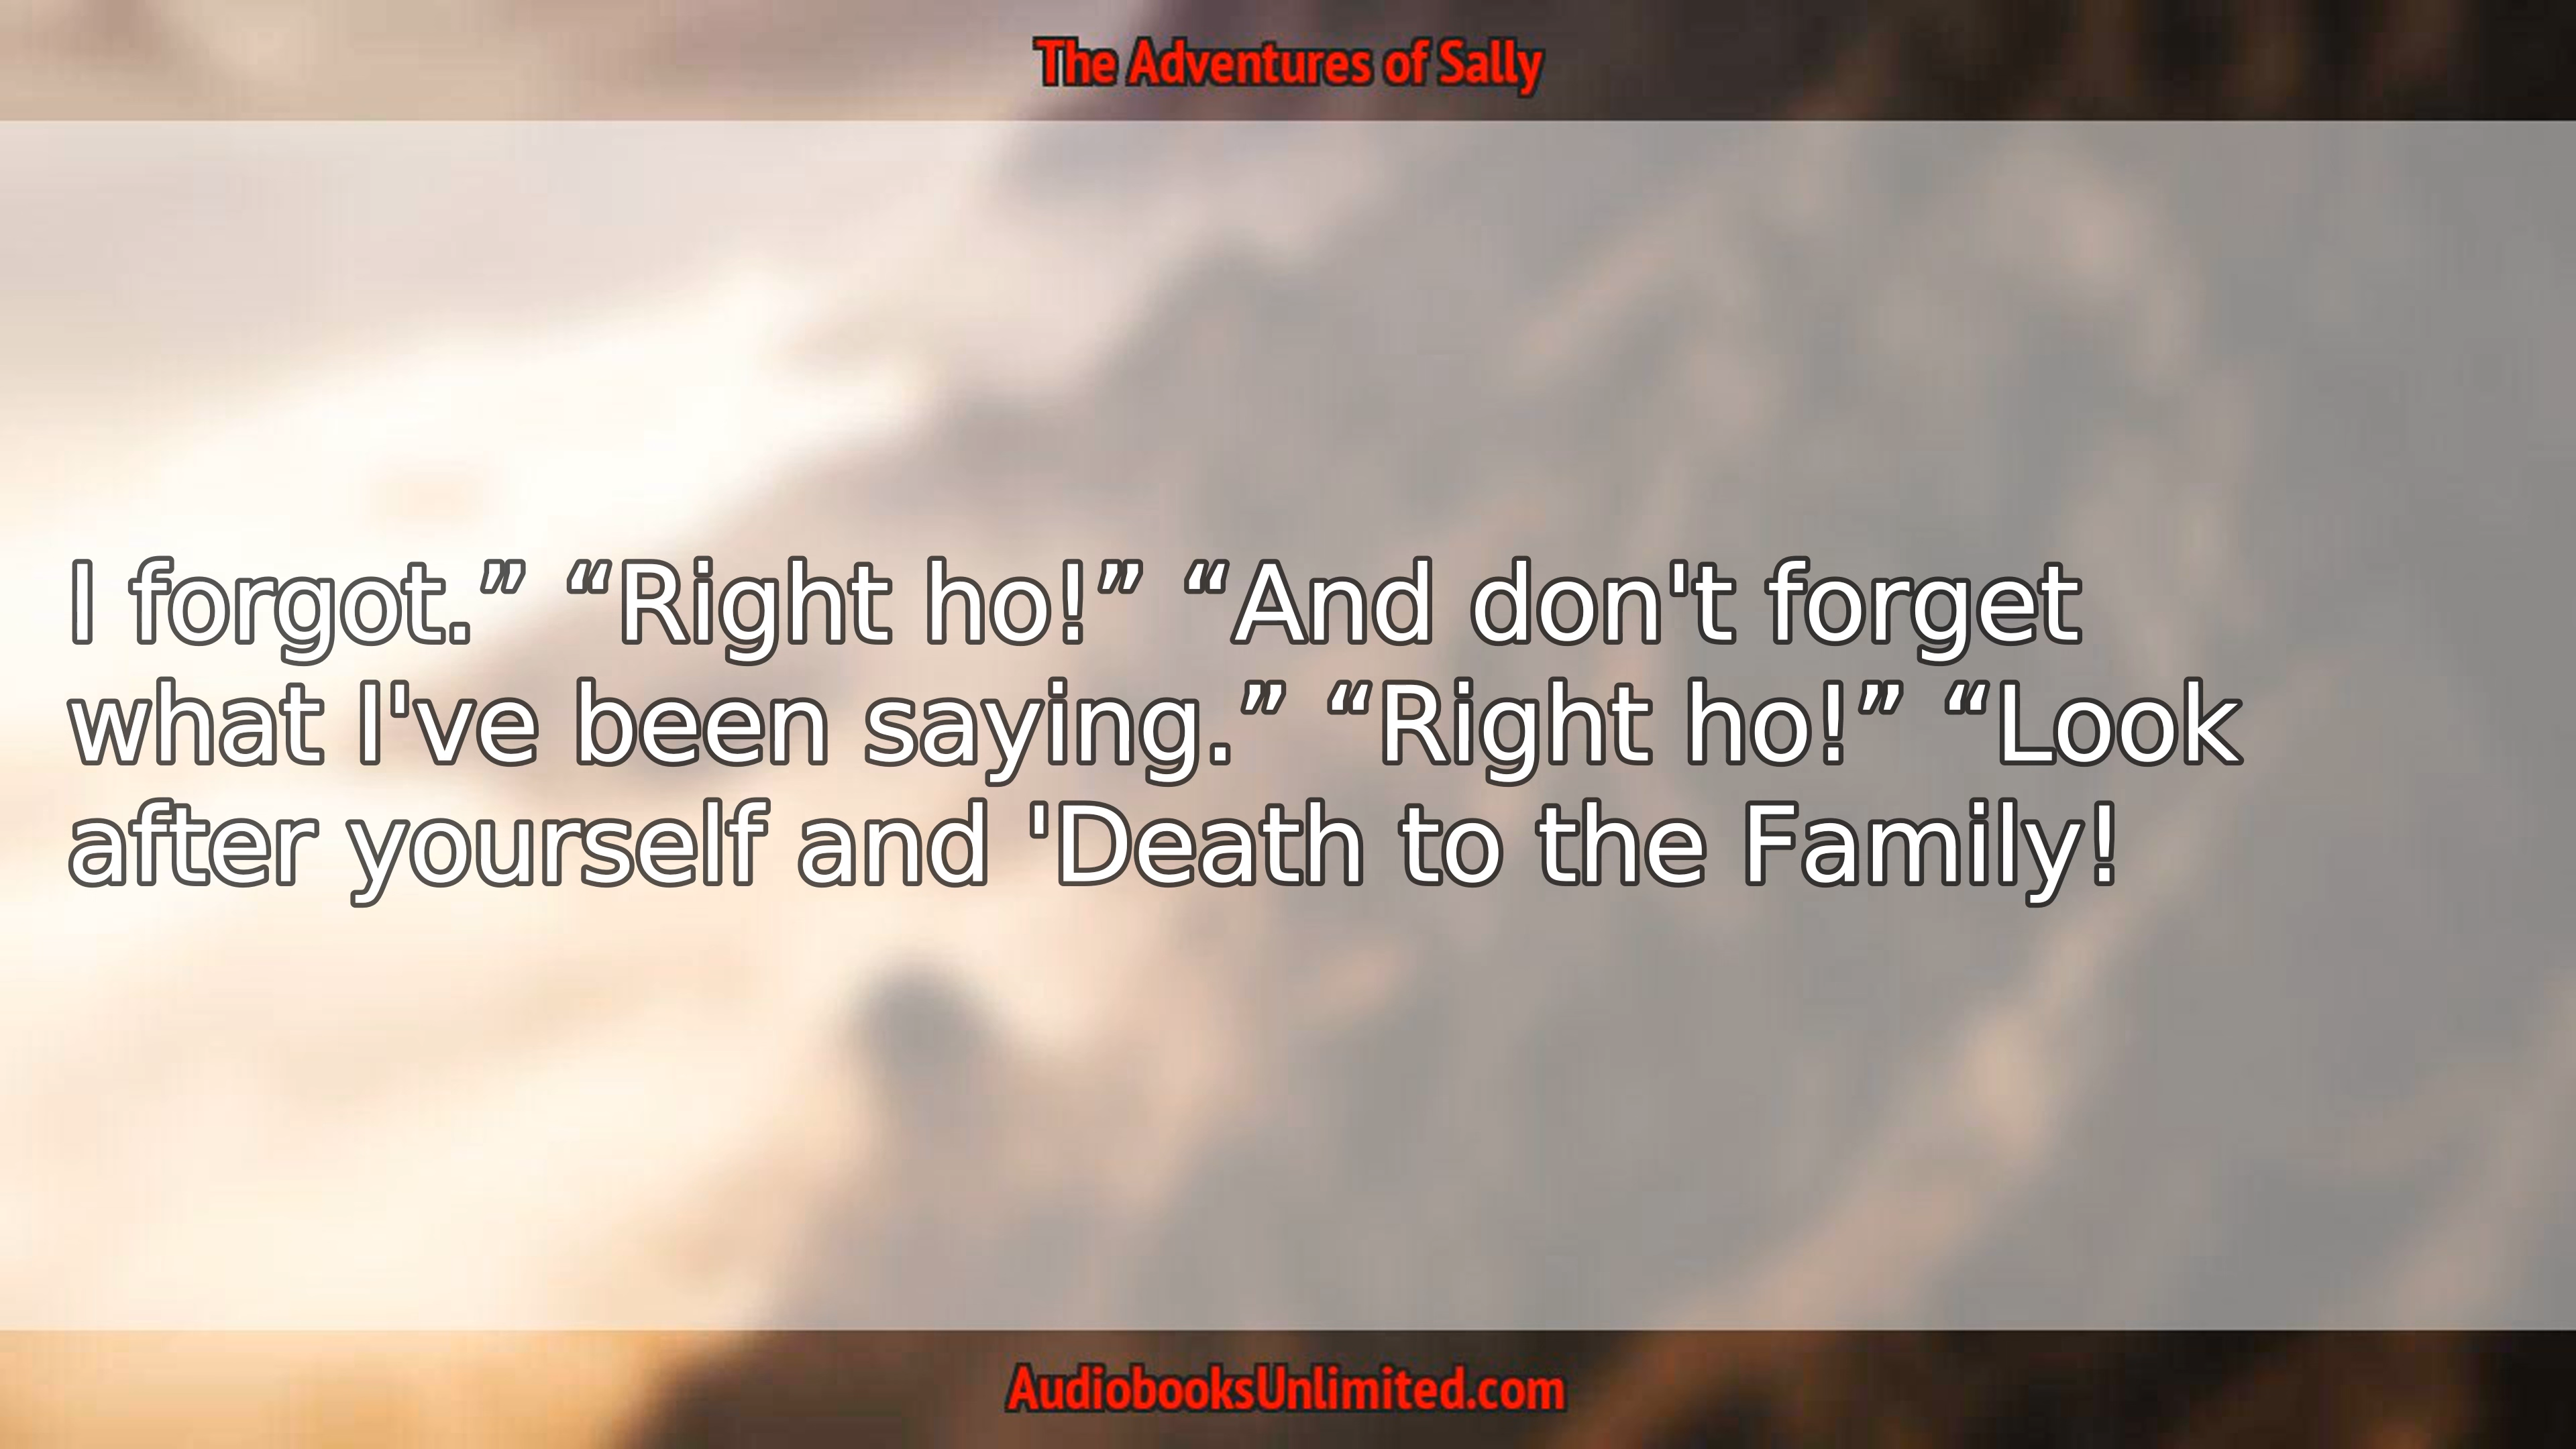 The Adventures of Sally
I forgot.” “Right ho!” “And don't forget
what I've been saying.” “Right ho!” “Look
after yourself and 'Death to the Family!
AudiobooksUnlimited.com